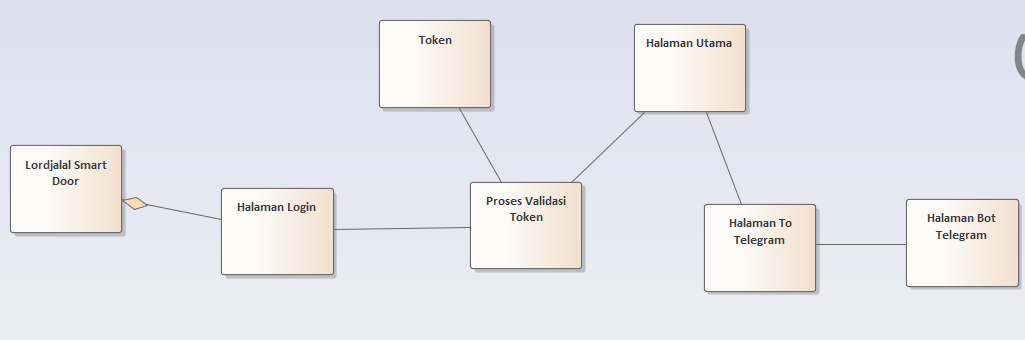 Token
Halaman Utama
Lordjalal Smart
Door
Halaman Login
Proses Validasi
Token
Halaman To
Telegram
Halaman Bot
Telegram